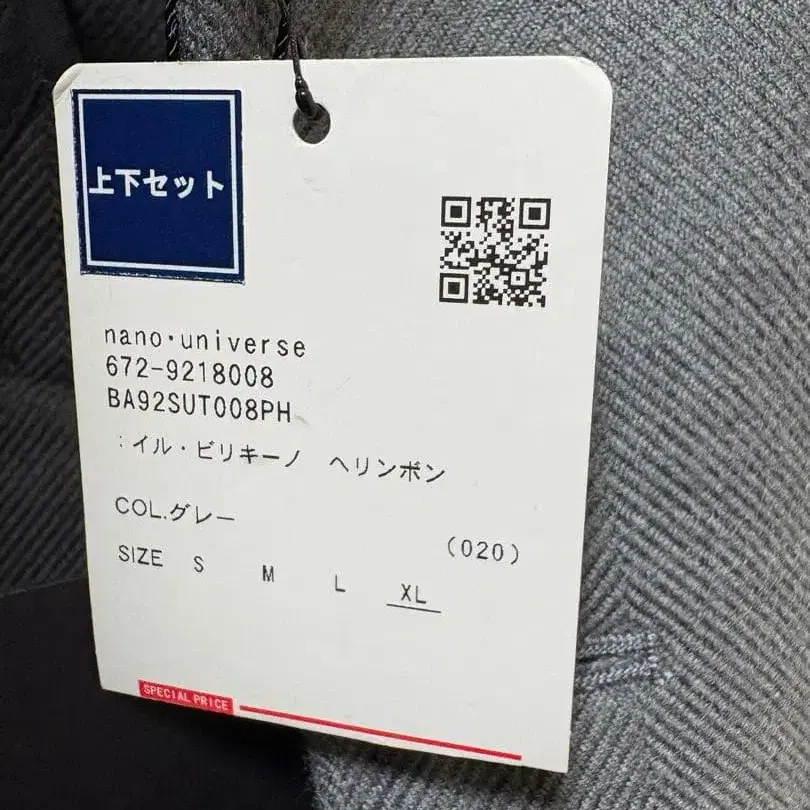 上下セット
nano・universe
672-9218008
BA92SUT008PH
:イル・ビリキーノ　ヘリンボン
COL.グレー (020)
SIZE S M L XL
SPECIAL PRICE